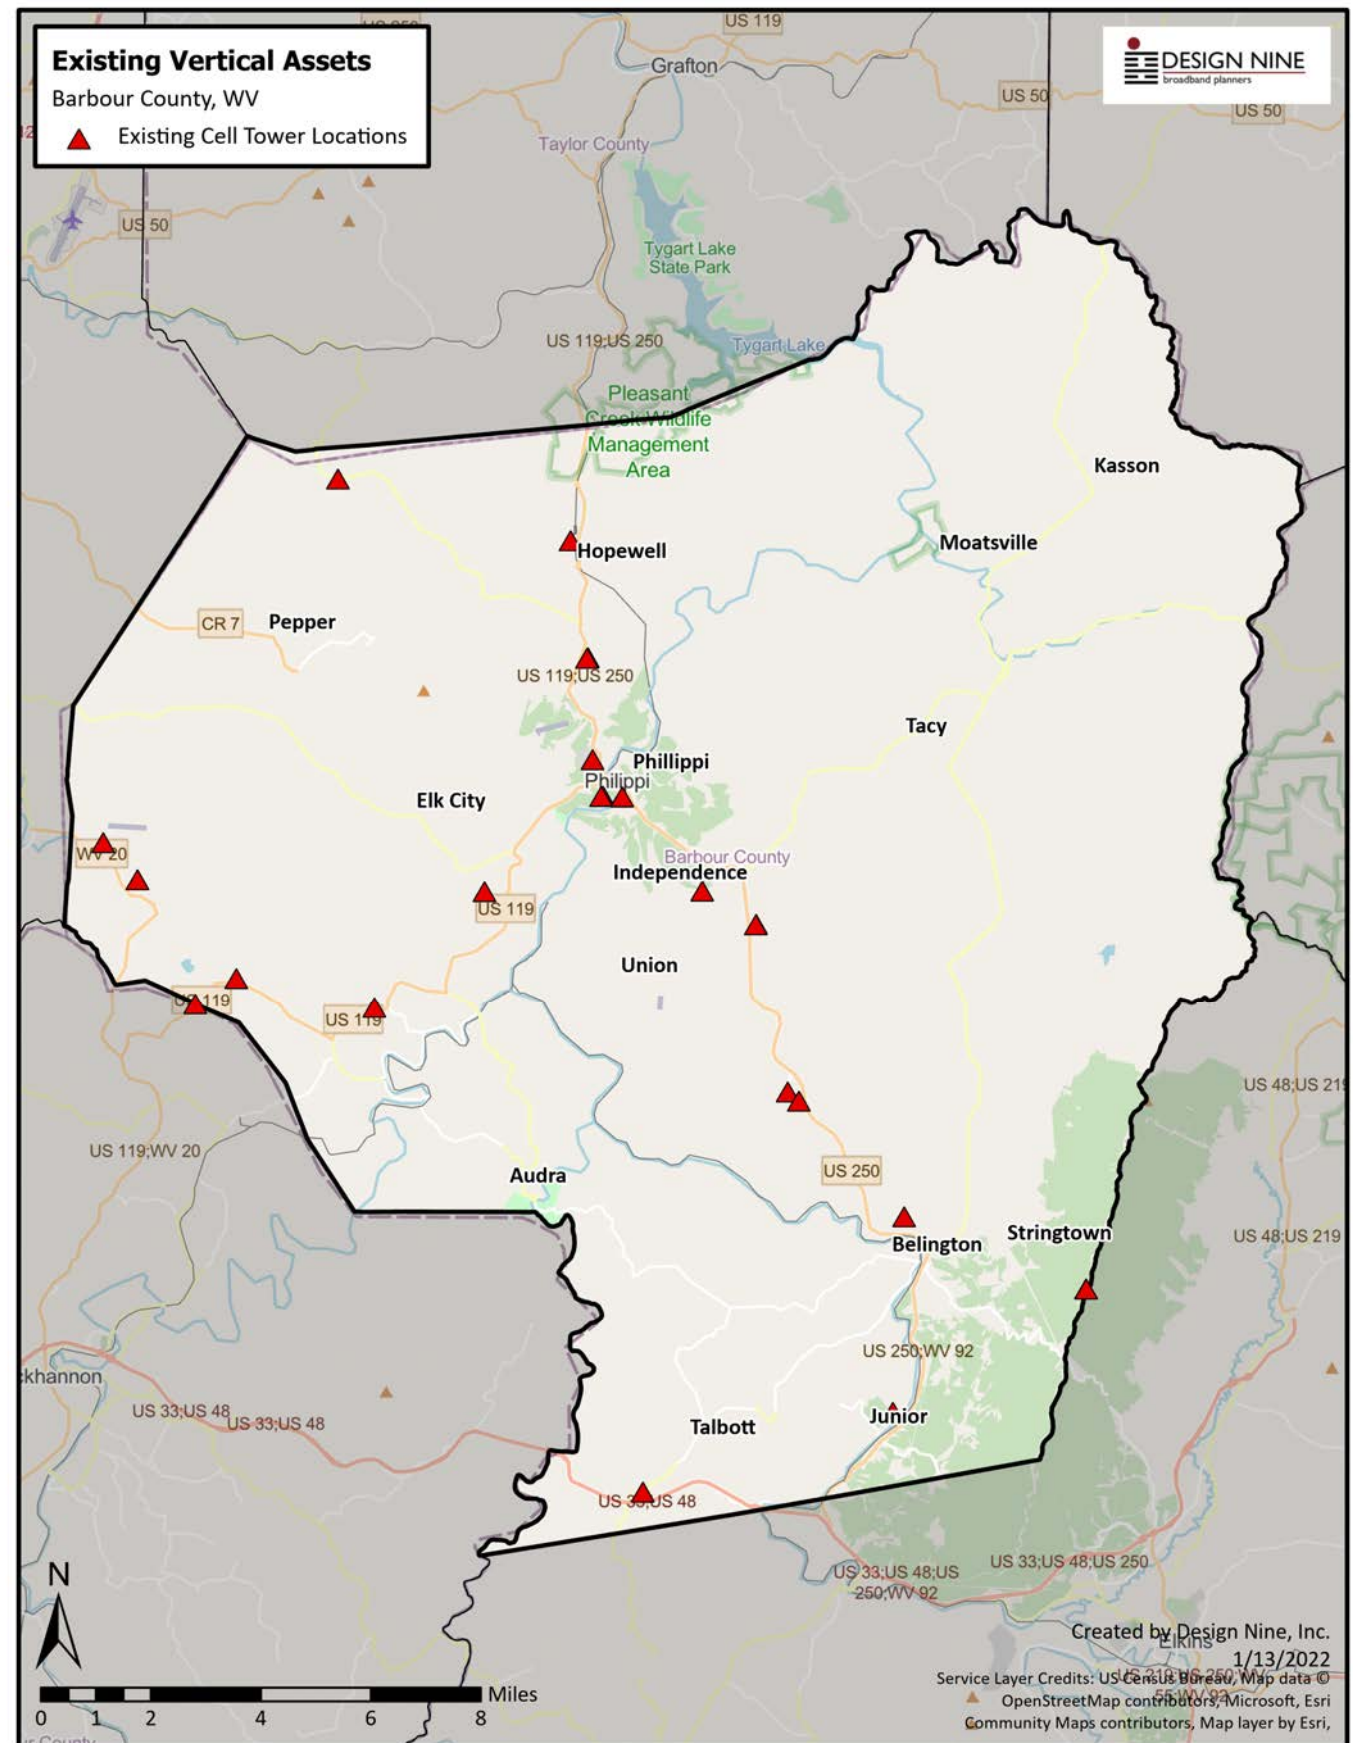 US 119
Existing Vertical Assets
Barbour County, WV
Existing Cell Tower Locations
DESIGN NINE
broadband planners
Grafton
US 50
US 50
Taylor County
US 50
Tygart Lake
State Park
US 119;US 250
Tygart Lake
Pleasant
Creek Wildlife
Management
Area
Kasson
Moatsville
Hopewell
CR 7
Pepper
US 119;US 250
Tacy
Phillippi
Philippi
Elk City
WV 20
Barbour County
Independence
US 119
Union
US 119
US 119
US 48;US 219
US 119;WV 20
Audra
US 250
Stringtown
US 48;US 219
Belington
US 250;WV 92
khannon
US 33;US 48
US 33;US 48
Junior
Talbott
US 33;US 48
US 33;US 48;US 250
US 33;US 48;US
250;WV 92
N
Created by Design Nine, Inc.
Elkins
1/13/2022
Service Layer Credits: US Census Bureau, Map data ©
OpenStreetMap contributors, Microsoft, Esri
Community Maps contributors, Map layer by Esri,
Miles
0 1 2 4 6 8